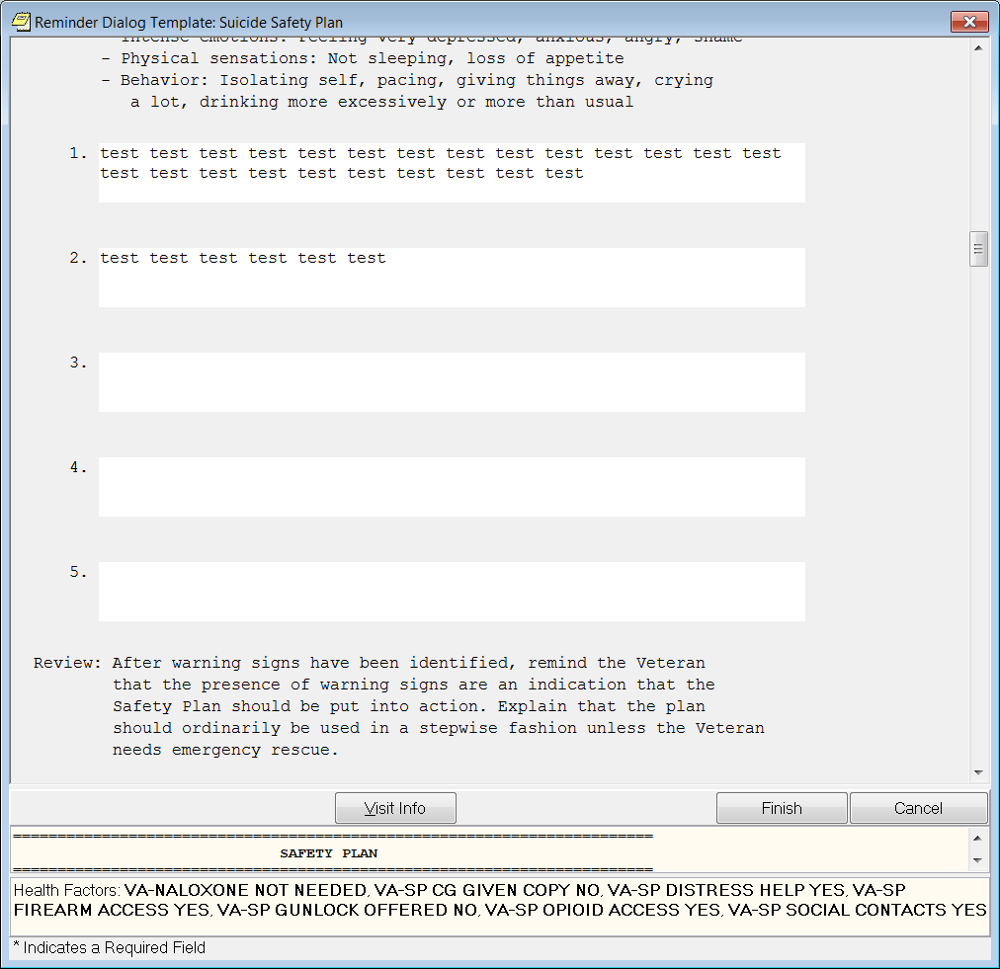 Reminder Dialog Template: Suicide Safety Plan
- Intense emotions: Feeling very depressed, anxious, angry, shame
- Physical sensations: Not sleeping, loss of appetite
- Behavior: Isolating self, pacing, giving things away, crying
a lot, drinking more excessively or more than usual
1. test test test test test test test test test test test test test test
test test test test test test test test test test
2. test test test test test test
3.
4.
5.
Review: After warning signs have been identified, remind the Veteran
that the presence of warning signs are an indication that the
Safety Plan should be put into action. Explain that the plan
should ordinarily be used in a stepwise fashion unless the Veteran
needs emergency rescue.
Visit Info Finish Cancel
========================================================================
SAFETY PLAN
========================================================================
Health Factors: VA-NALOXONE NOT NEEDED, VA-SP CG GIVEN COPY NO, VA-SP DISTRESS HELP YES, VA-SP
FIREARM ACCESS YES, VA-SP GUNLOCK OFFERED NO, VA-SP OPIOID ACCESS YES, VA-SP SOCIAL CONTACTS YES
* Indicates a Required Field